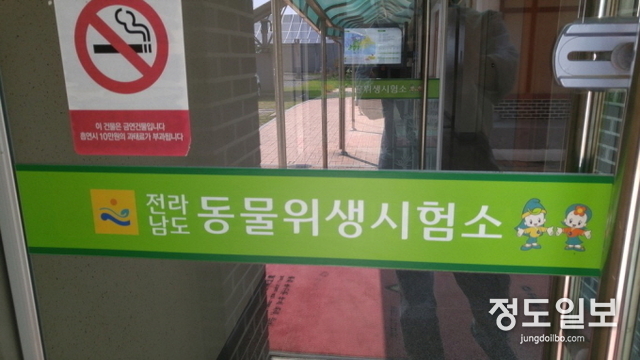 이 건물은 금연건물입니다
흡연시 10만원의 과태료가 부과됩니다
위생시험소
전라남도 동물위생시험소
정도일보
jungdoilbo.com